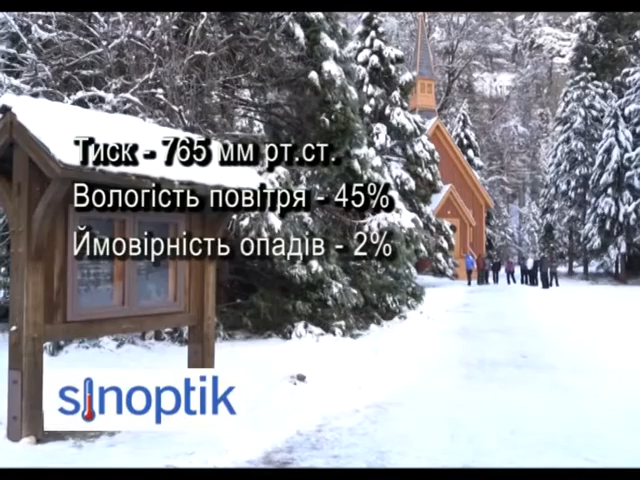 Тиск - 765 мм рт.ст.
Вологість повітря - 45%
Ймовірність опадів - 2%
sinoptik